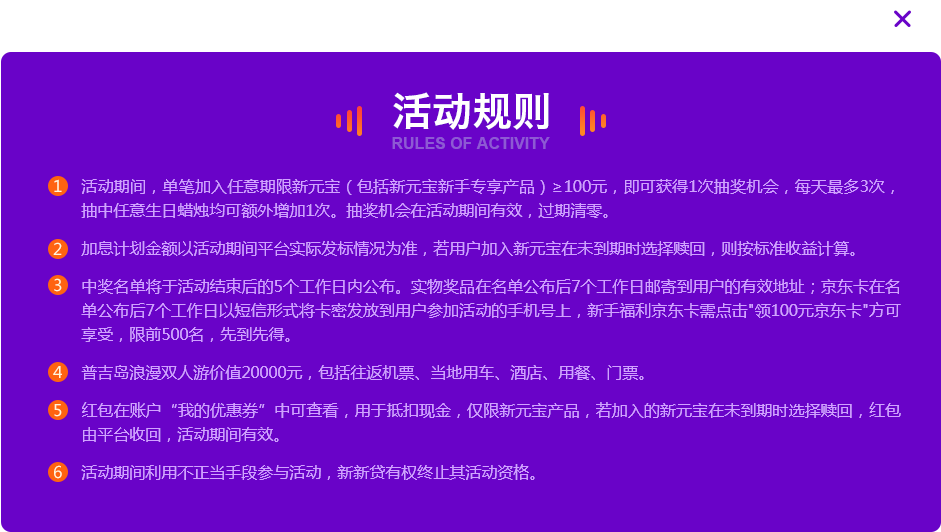 活动规则
RULES OF ACTIVITY
1 活动期间，单笔加入任意期限新元宝（包括新元宝新手专享产品）≥100元，即可获得1次抽奖机会，每天最多3次，
抽中任意生日蜡烛均可额外增加1次。抽奖机会在活动期间有效，过期清零。
2 加息计划金额以活动期间平台实际发标情况为准，若用户加入新元宝在未到期时选择赎回，则按标准收益计算。
3 中奖名单将于活动结束后的5个工作日内公布。实物奖品在名单公布后7个工作日邮寄到用户的有效地址；京东卡在名
单公布后7个工作日以短信形式将卡密发放到用户参加活动的手机号上，新手福利京东卡需点击"领100元京东卡"方可
享受，限前500名，先到先得。
4 普吉岛浪漫双人游价值20000元，包括往返机票、当地用车、酒店、用餐、门票。
5 红包在账户“我的优惠券”中可查看，用于抵扣现金，仅限新元宝产品，若加入的新元宝在未到期时选择赎回，红包
由平台收回，活动期间有效。
6 活动期间利用不正当手段参与活动，新新贷有权终止其活动资格。